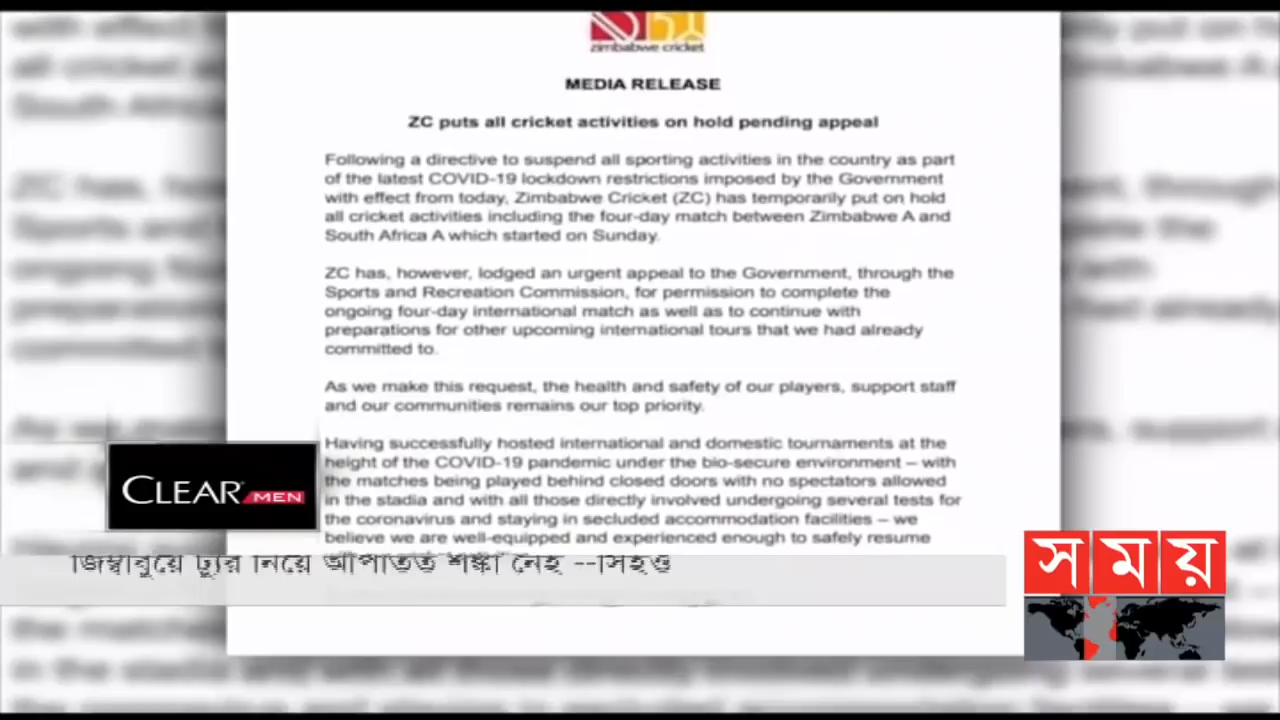 zimbabwe cricket
MEDIA RELEASE
ZC puts all cricket activities on hold pending appeal
Following a directive to suspend all sporting activities in the country as part
of the latest COVID-19 lockdown restrictions imposed by the Government
with effect from today, Zimbabwe Cricket (ZC) has temporarily put on hold
all cricket activities including the four-day match between Zimbabwe A and
South Africa A which started on Sunday.
ZC has, however, lodged an urgent appeal to the Government, through the
Sports and Recreation Commission, for permission to complete the
ongoing four-day international match as well as to continue with
preparations for other upcoming international tours that we had already
committed to.
As we make this request, the health and safety of our players, support staff
and our communities remains our top priority.
Having successfully hosted international and domestic tournaments at the
height of the COVID-19 pandemic under the bio-secure environment – with
the matches being played behind closed doors with no spectators allowed
in the stadia and with all those directly involved undergoing several tests for
the coronavirus and staying in secluded accommodation facilities – we
believe we are well-equipped and experienced enough to safely resume
CLEAR MEN
জিম্বাবুয়ে ট্যুর নিয়ে আপাতত শঙ্কা নেই --সিইও
সময়